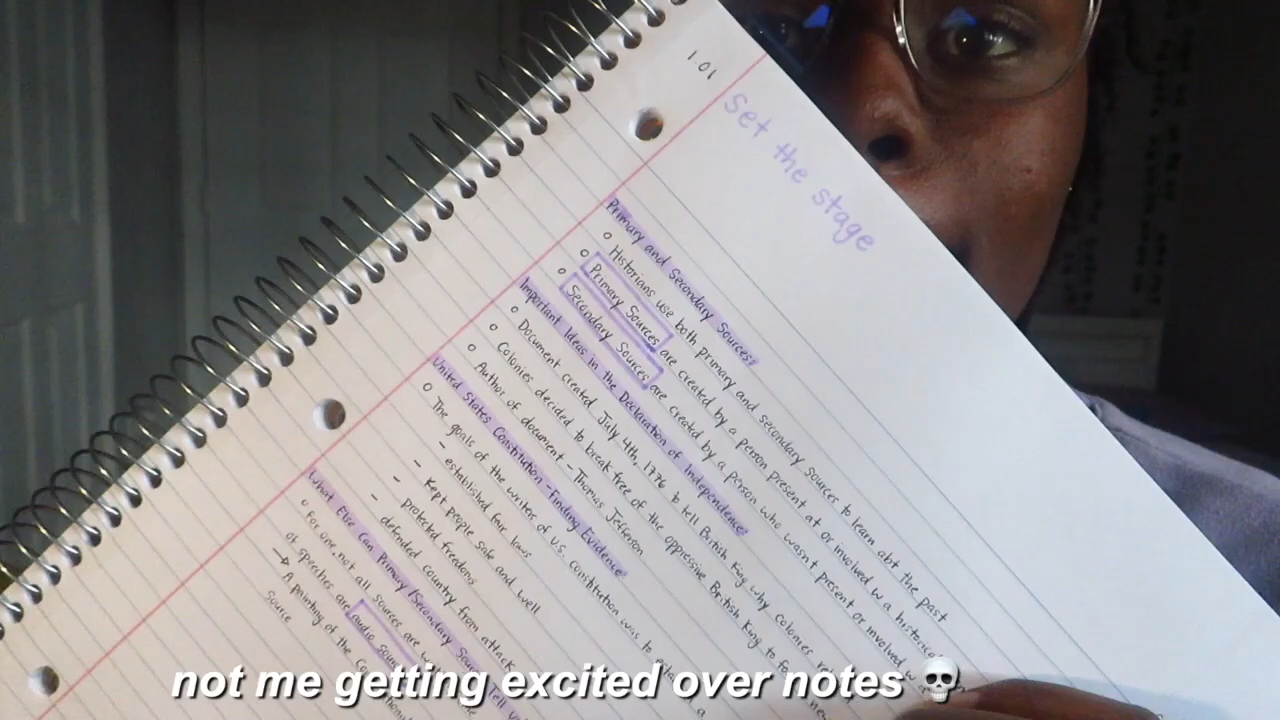 1.01
set the stage
Primary and Secondary Sources:
Historians use both primary and secondary sources to learn abt the past
Primary Sources are created by a person present at or involved w a historica
Secondary Sources are created by a person who wasn't present or involved w
Important Ideas in the Declaration of Independence:
Document created July 4th, 1776 to tell British King why colonies
Colonies decided to break free of the oppressive British King to
Author of document - Thomas Jefferson
United States Constitution - Finding Evidence:
The goals of the writers of U.S. constitution was to
- established fair laws
- kept people safe and well
- protected freedoms
- defended country from attack
What Else Can Primary/Secondary Sources Tell
For one, not all sources are
of speeches are audio
→ A painting of the
source
not me getting excited over notes 💀